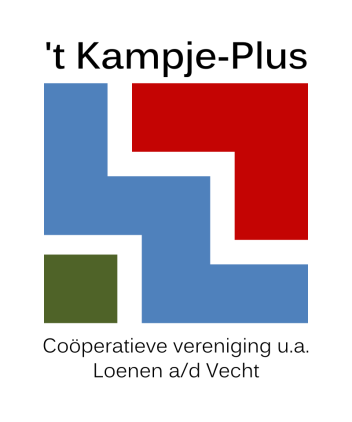 't Kampje-Plus
Coöperatieve vereniging u.a.
Loenen a/d Vecht